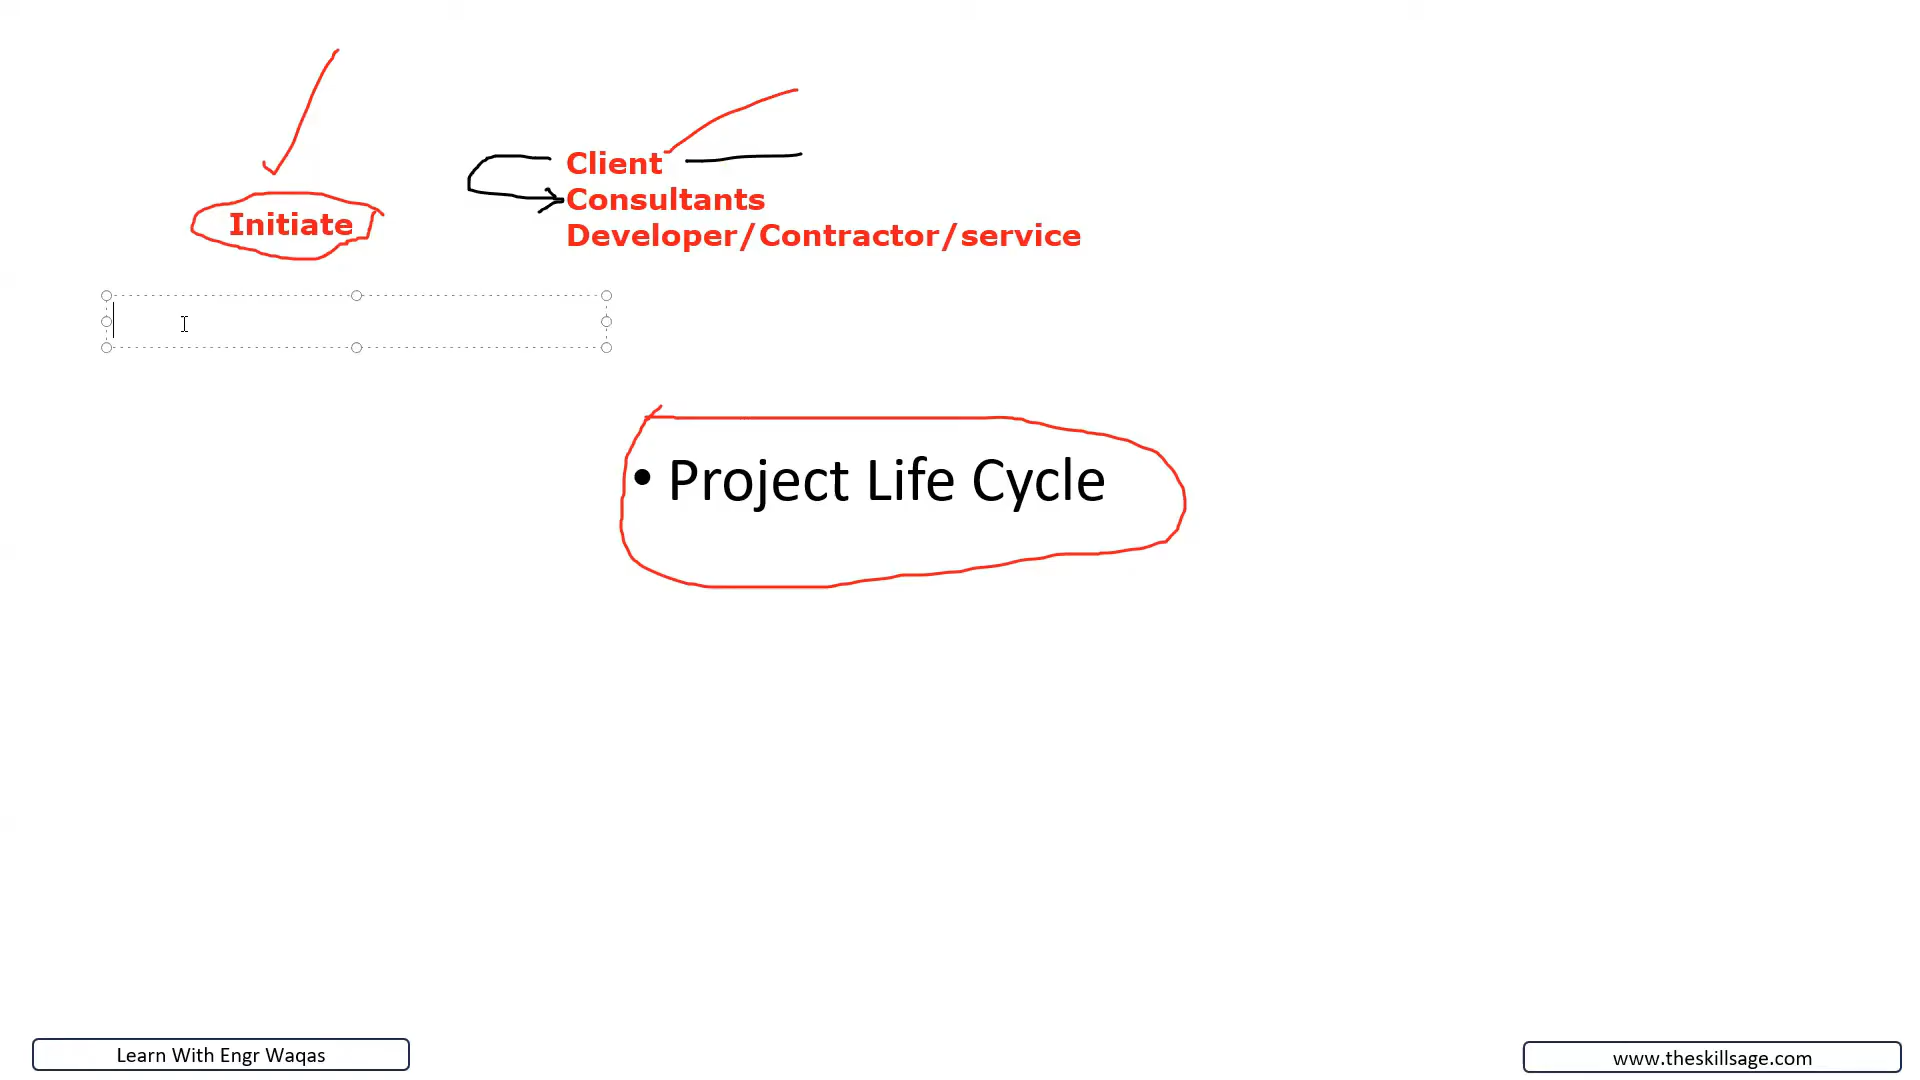 Client
Consultants
Initiate
Developer/Contractor/service
• Project Life Cycle
Learn With Engr Waqas
www.theskillsage.com